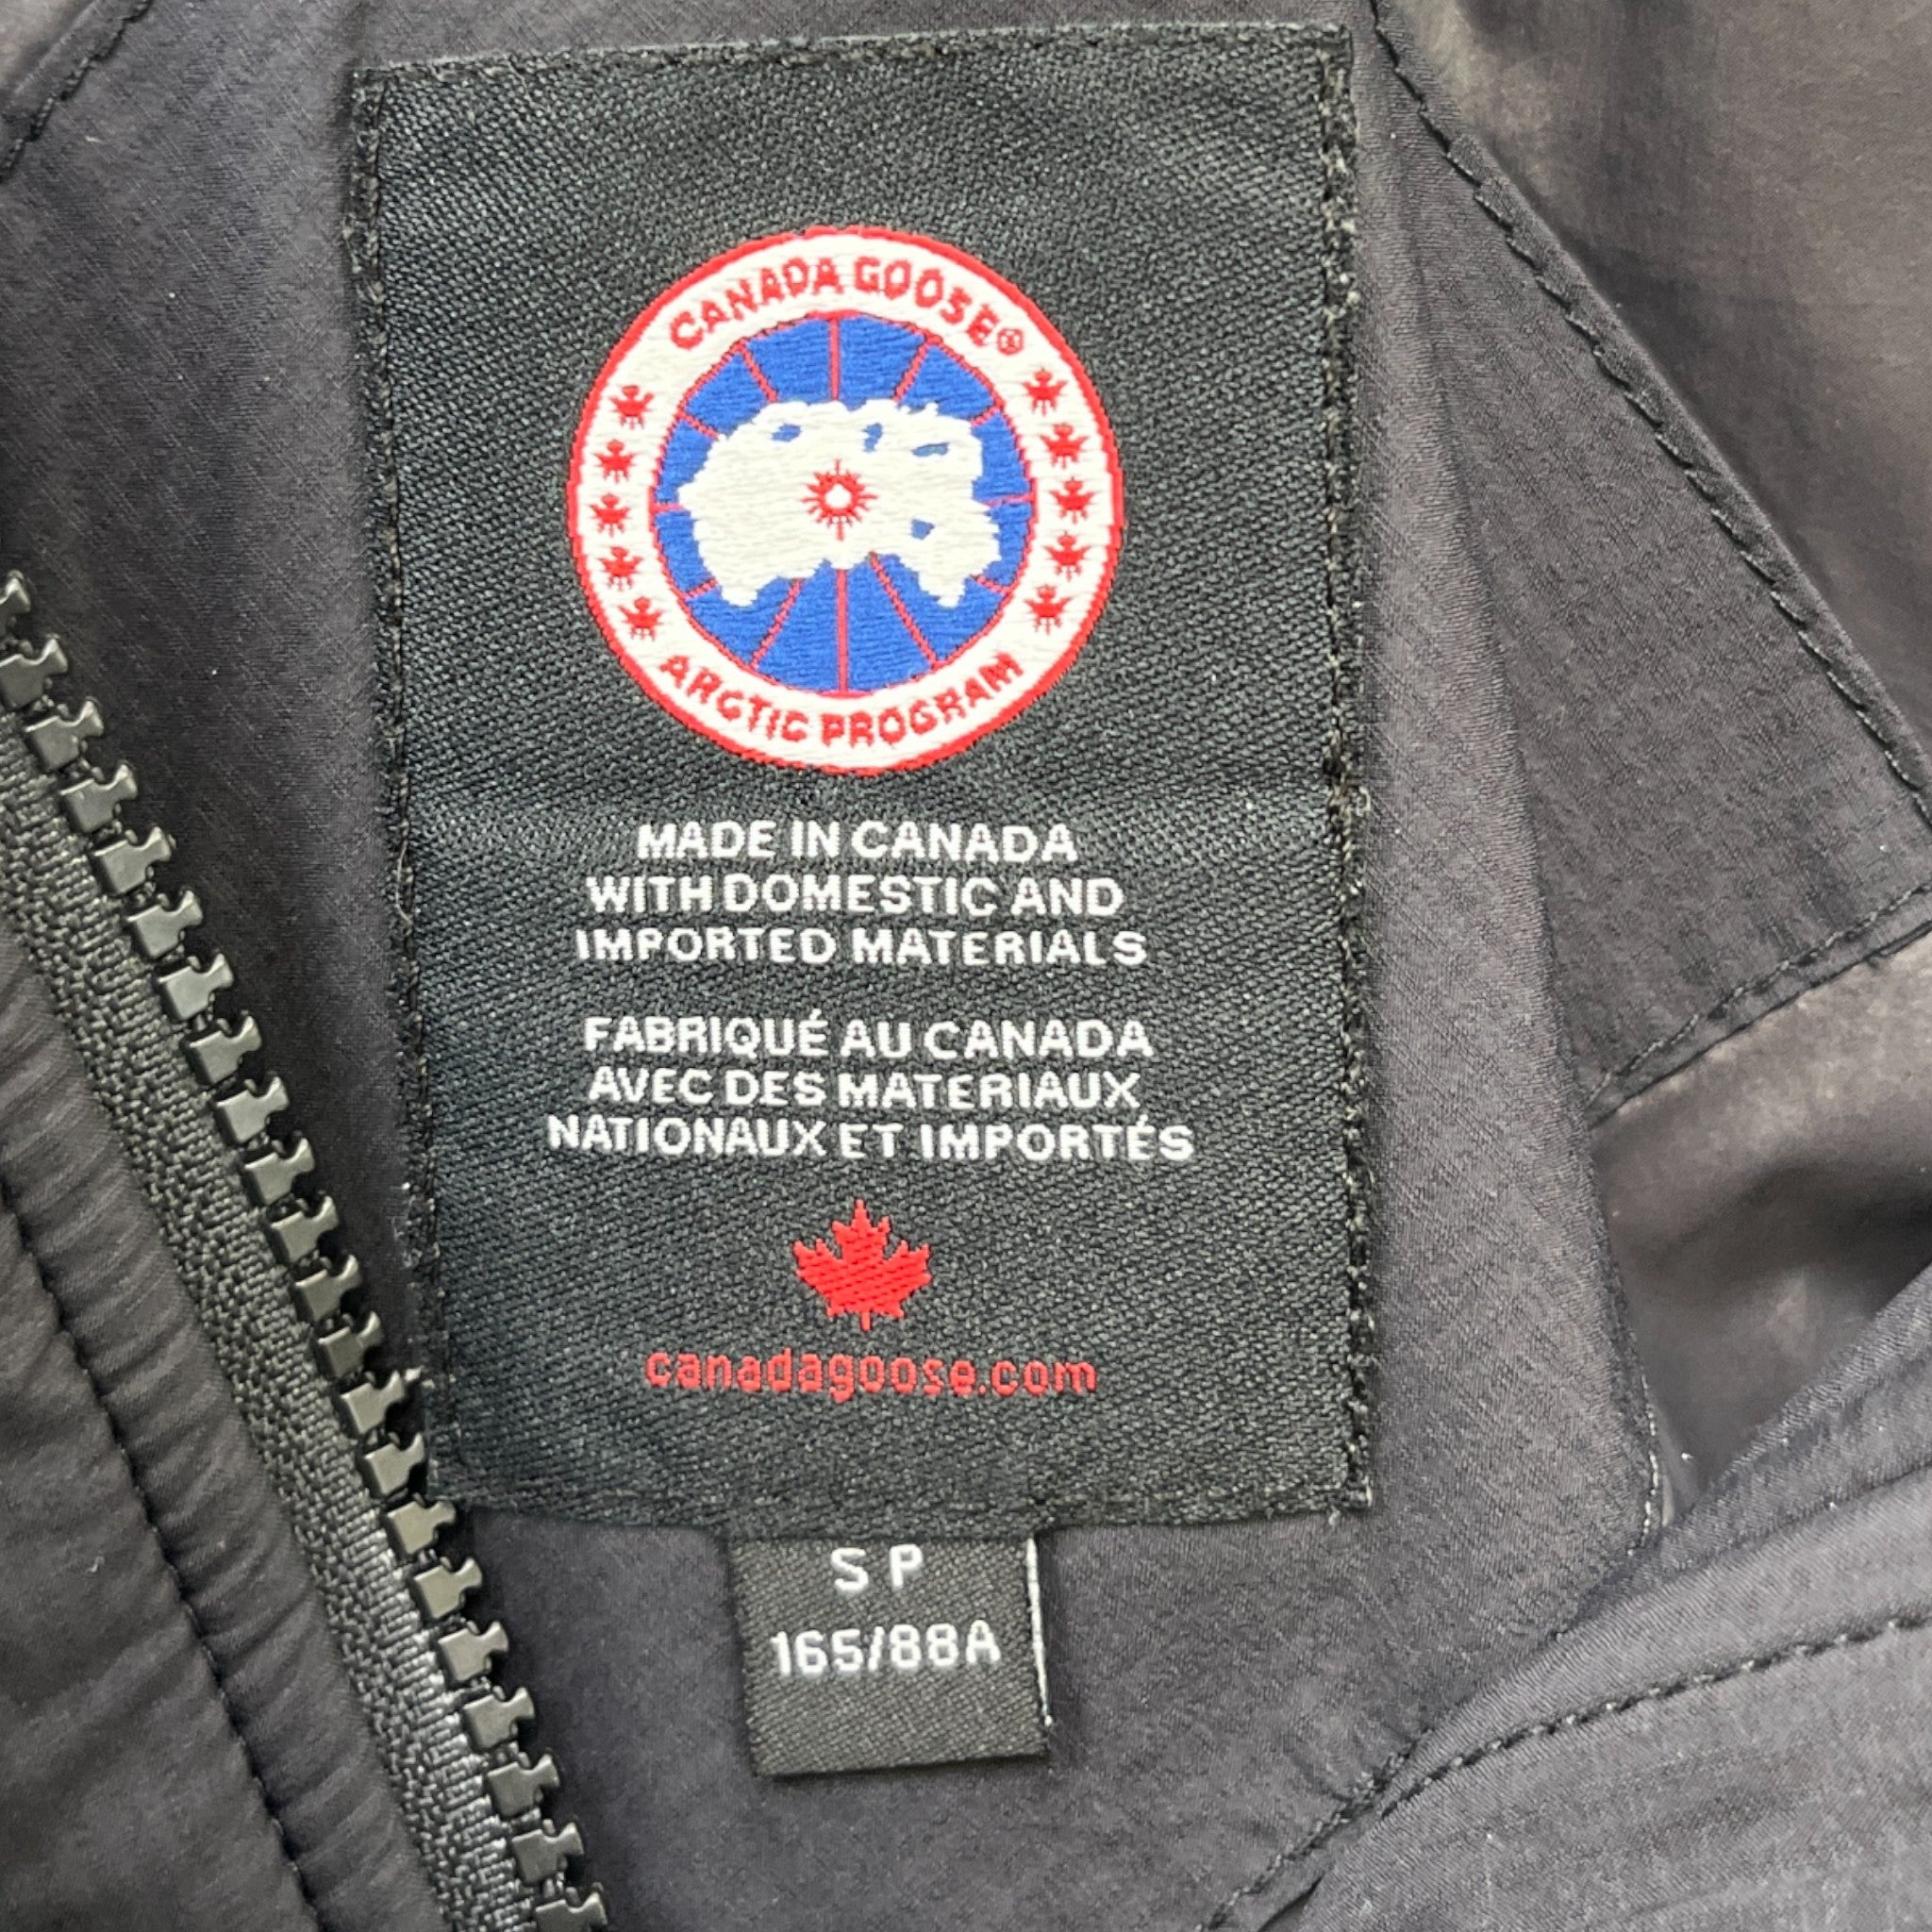 CANADA GOOSE®
ARCTIC PROGRAM
MADE IN CANADA
WITH DOMESTIC AND
IMPORTED MATERIALS
FABRIQUÉ AU CANADA
AVEC DES MATERIAUX
NATIONAUX ET IMPORTÉS
canadagoose.com
S P
165/88A